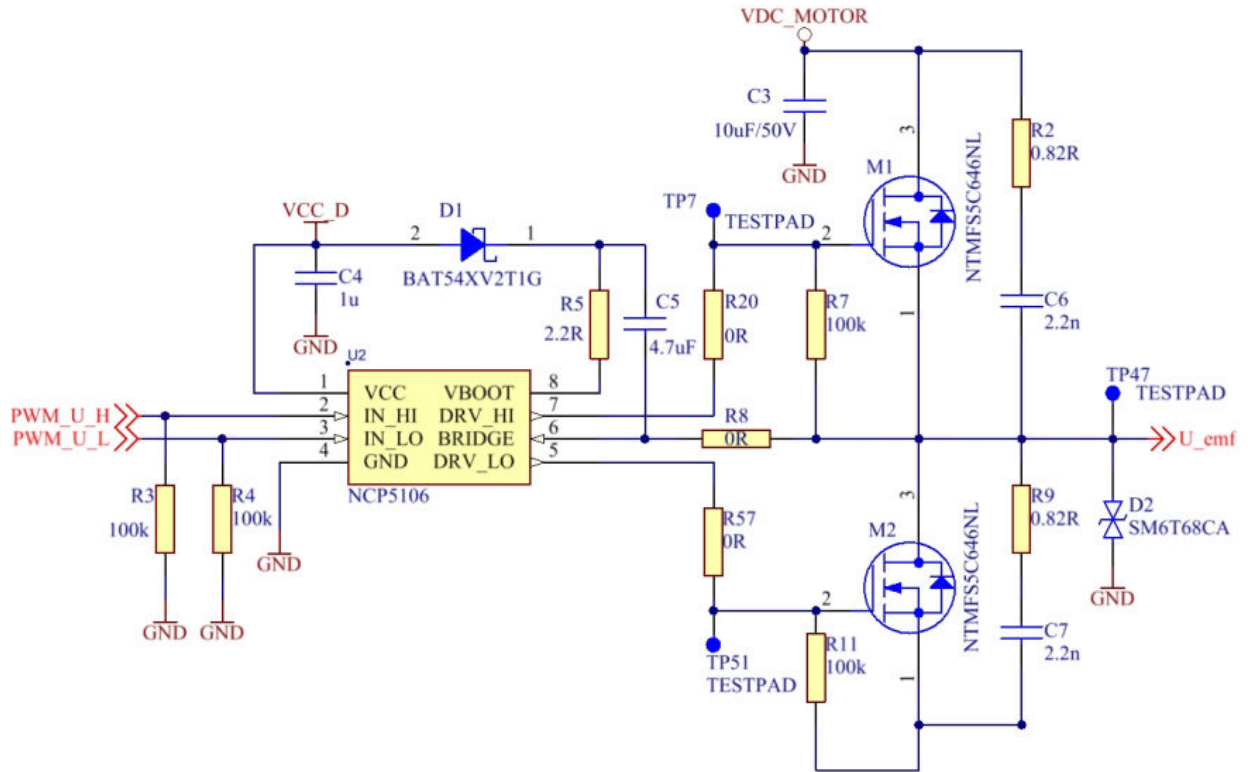 VDC_MOTOR
C3
10uF/50V
GND
3
R2
0.82R
M1
NTMFS5C646NL
TP7
TESTPAD
2
VCC_D
D1
2
1
BAT54XV2T1G
C4
1u
GND
R5
2.2R
C5
4.7uF
R20
0R
R7
100k
1
C6
2.2n
U2
TP47
TESTPAD
1 VCC VBOOT 8
PWM_U_H 2 IN_HI DRV_HI 7
PWM_U_L 3 IN_LO BRIDGE 6
4 GND DRV_LO 5
NCP5106
R8
0R
U_emf
R3
100k
R4
100k
GND
GND
GND
R57
0R
3
M2
NTMFS5C646NL
R9
0.82R
D2
SM6T68CA
GND
2
TP51
TESTPAD
R11
100k
1
C7
2.2n